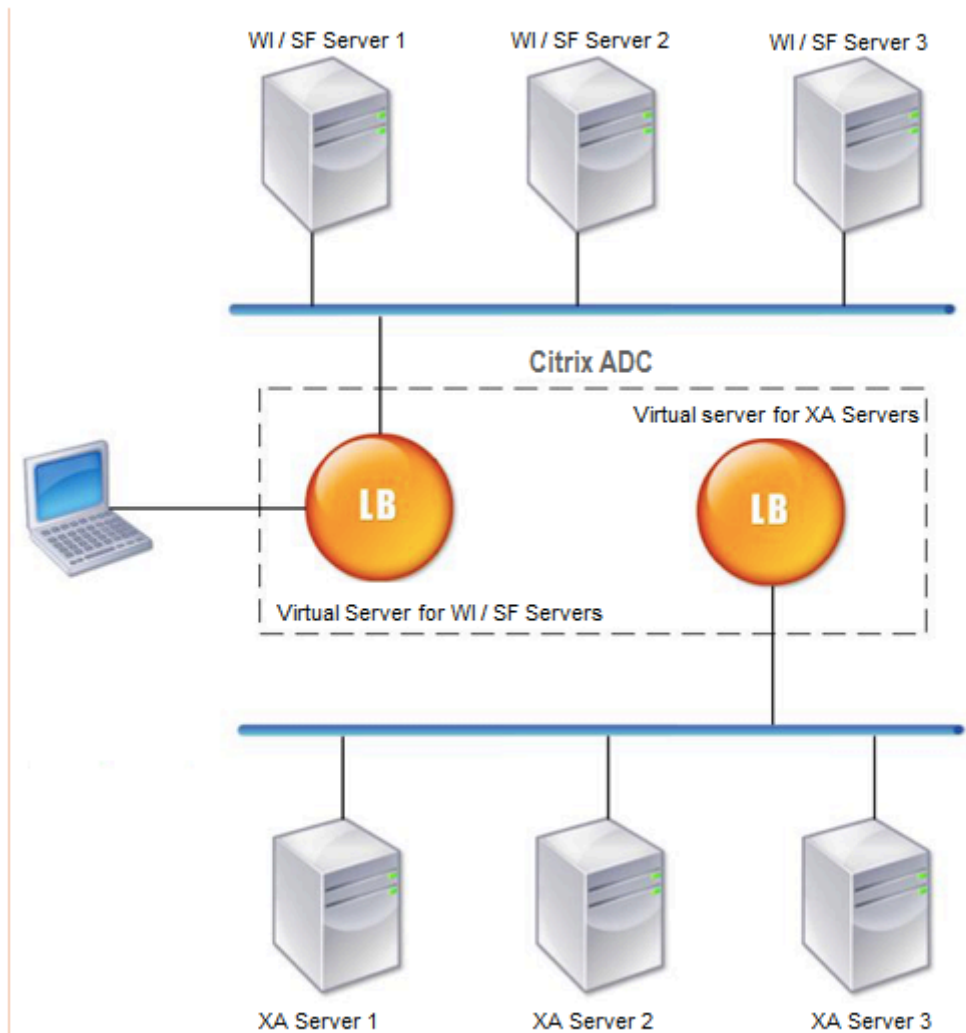 WI / SF Server 1
WI / SF Server 2
WI / SF Server 3
Citrix ADC
Virtual server for XA Servers
LB
LB
Virtual Server for WI / SF Servers
XA Server 1
XA Server 2
XA Server 3